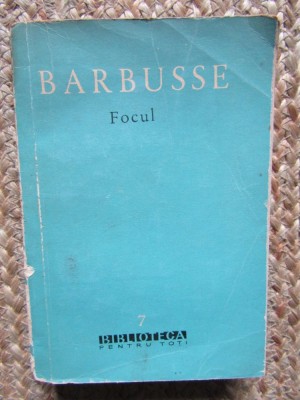 BARBUSSE
Focul
7
BIBLIOTECA
PENTRU TOȚI